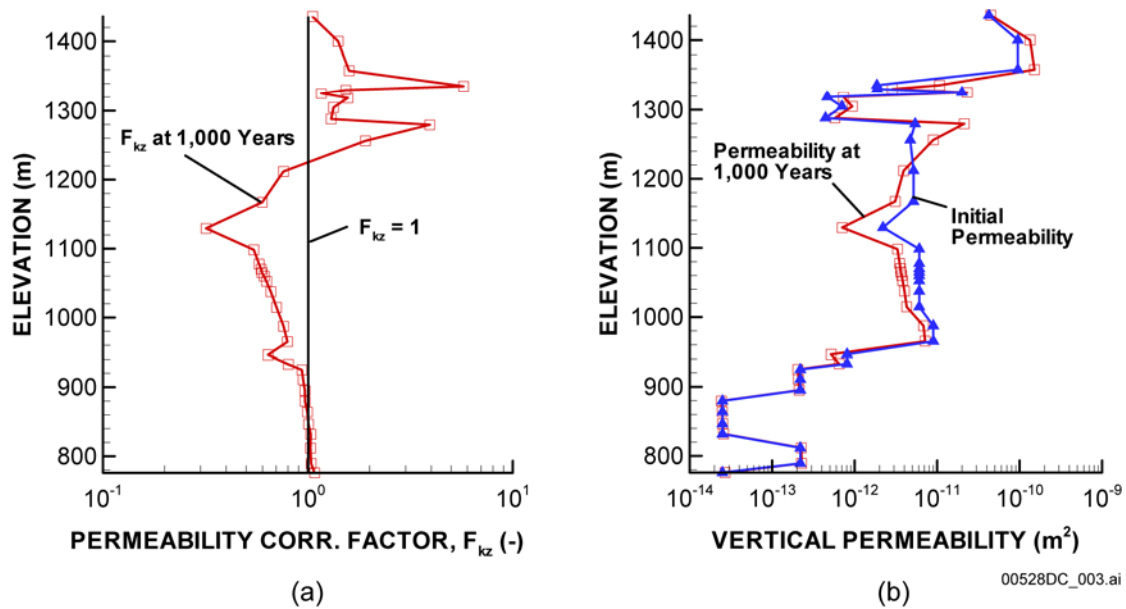 1400
1300
1200
1100
1000
900
800
ELEVATION (m)
F_kz at 1,000 Years
F_kz = 1
10^-1
10^0
10^1
PERMEABILITY CORR. FACTOR, F_kz (-)
(a)
1400
1300
1200
1100
1000
900
800
ELEVATION (m)
Permeability at
1,000 Years
Initial
Permeability
10^-14
10^-13
10^-12
10^-11
10^-10
10^-9
VERTICAL PERMEABILITY (m²)
(b)
00528DC_003.ai